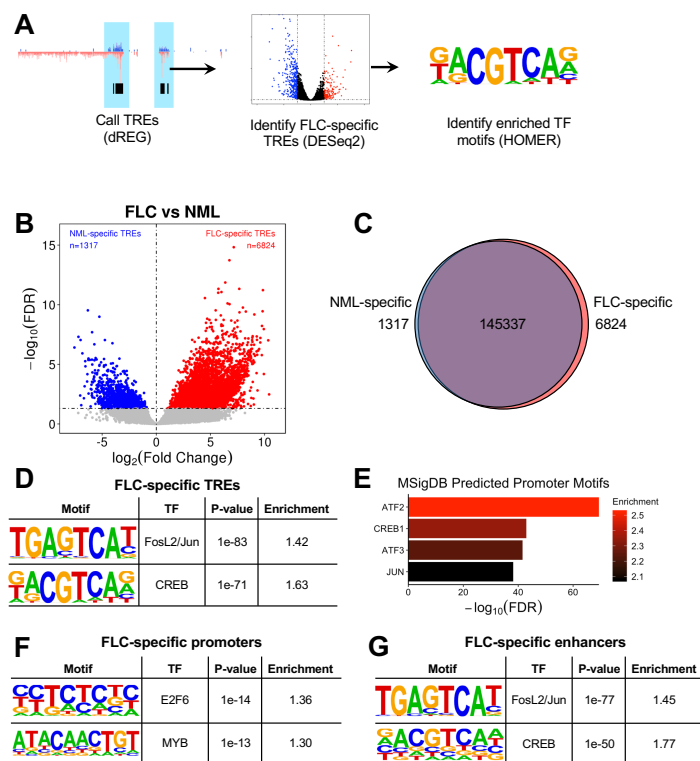 A
Call TREs
(dREG)
Identify FLC-specific
TREs (DESeq2)
Identify enriched TF
motifs (HOMER)
B
FLC vs NML
NML-specific TREs
n=1317
FLC-specific TREs
n=6824
15
10
5
0
−log10(FDR)
-5
0
5
10
log2(Fold Change)
C
NML-specific
1317
145337
FLC-specific
6824
D
FLC-specific TREs
Motif TF P-value Enrichment
TGAGTCAT FosL2/Jun 1e-83 1.42
GACGTCAG CREB 1e-71 1.63
E
MSigDB Predicted Promoter Motifs
ATF2
CREB1
ATF3
JUN
0 20 40 60
−log10(FDR)
Enrichment
2.5
2.4
2.3
2.2
2.1
F
FLC-specific promoters
Motif TF P-value Enrichment
CCTCTCTC E2F6 1e-14 1.36
ATACAACTGT MYB 1e-13 1.30
G
FLC-specific enhancers
Motif TF P-value Enrichment
TGAGTCAT FosL2/Jun 1e-77 1.45
GACGTCAA CREB 1e-50 1.77